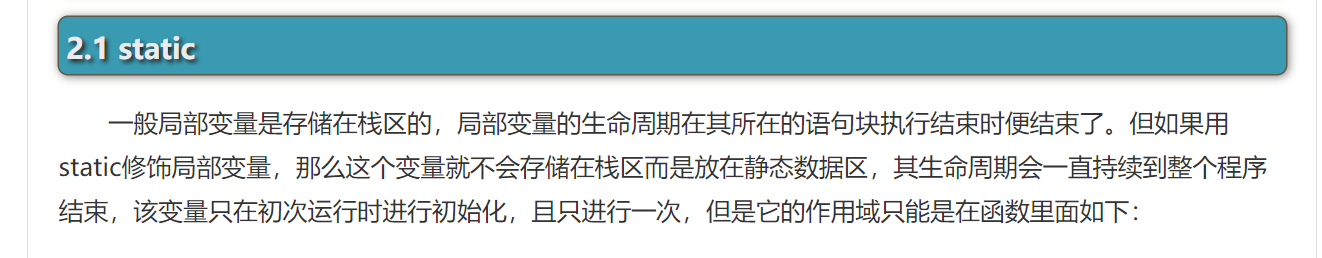 2.1 static
一般局部变量是存储在栈区的，局部变量的生命周期在其所在的语句块执行结束时便结束了。但如果用
static修饰局部变量，那么这个变量就不会存储在栈区而是放在静态数据区，其生命周期会一直持续到整个程序
结束，该变量只在初次运行时进行初始化，且只进行一次，但是它的作用域只能是在函数里面如下：